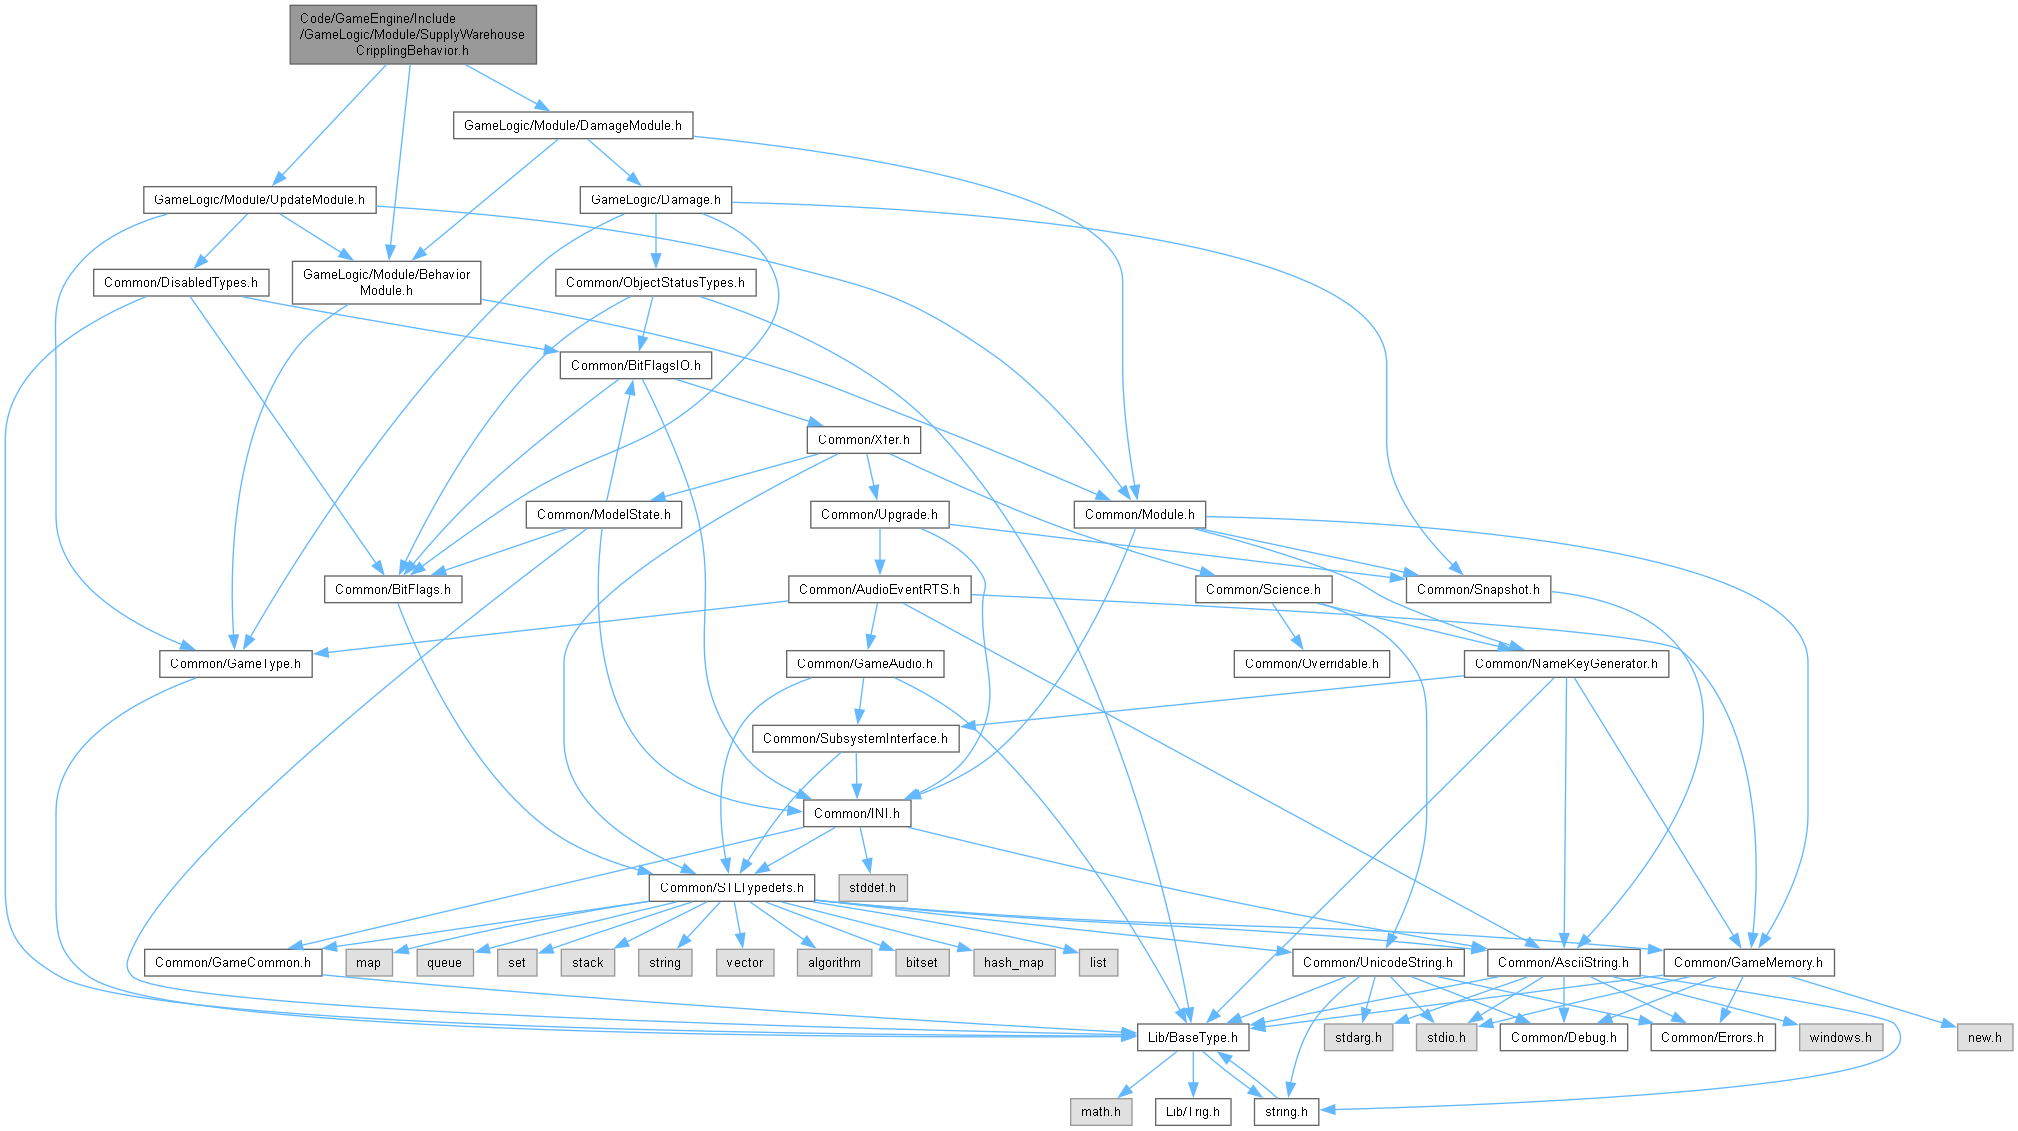 Code/GameEngine/Include
/GameLogic/Module/SupplyWarehouse
CripplingBehavior.h
GameLogic/Module/DamageModule.h
GameLogic/Module/UpdateModule.h
GameLogic/Damage.h
Common/DisabledTypes.h
GameLogic/Module/Behavior
Module.h
Common/ObjectStatusTypes.h
Common/BitFlagsIO.h
Common/Xfer.h
Common/ModelState.h
Common/Upgrade.h
Common/Module.h
Common/BitFlags.h
Common/AudioEventRTS.h
Common/Science.h
Common/Snapshot.h
Common/GameType.h
Common/GameAudio.h
Common/Overridable.h
Common/NameKeyGenerator.h
Common/SubsystemInterface.h
Common/INI.h
Common/STLTypedefs.h
stddef.h
Common/GameCommon.h
map
queue
set
stack
string
vector
algorithm
bitset
hash_map
list
Common/UnicodeString.h
Common/AsciiString.h
Common/GameMemory.h
Lib/BaseType.h
stdarg.h
stdio.h
Common/Debug.h
Common/Errors.h
windows.h
new.h
math.h
Lib/Trig.h
string.h